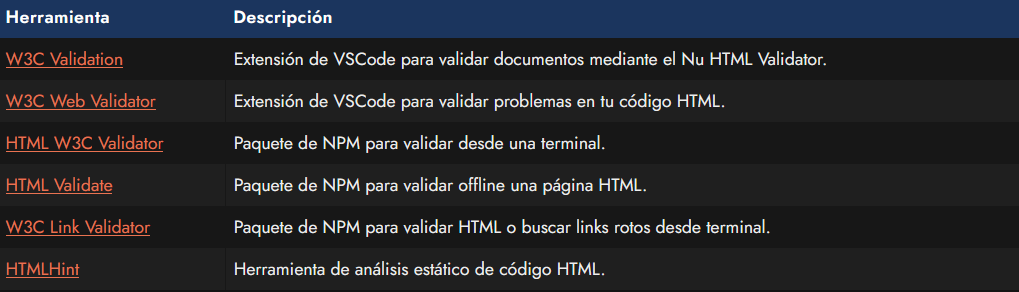 Herramienta Descripción
W3C Validation Extensión de VSCode para validar documentos mediante el Nu HTML Validator.
W3C Web Validator Extensión de VSCode para validar problemas en tu código HTML.
HTML W3C Validator Paquete de NPM para validar desde una terminal.
HTML Validate Paquete de NPM para validar offline una página HTML.
W3C Link Validator Paquete de NPM para validar HTML o buscar links rotos desde terminal.
HTMLHint Herramienta de análisis estático de código HTML.